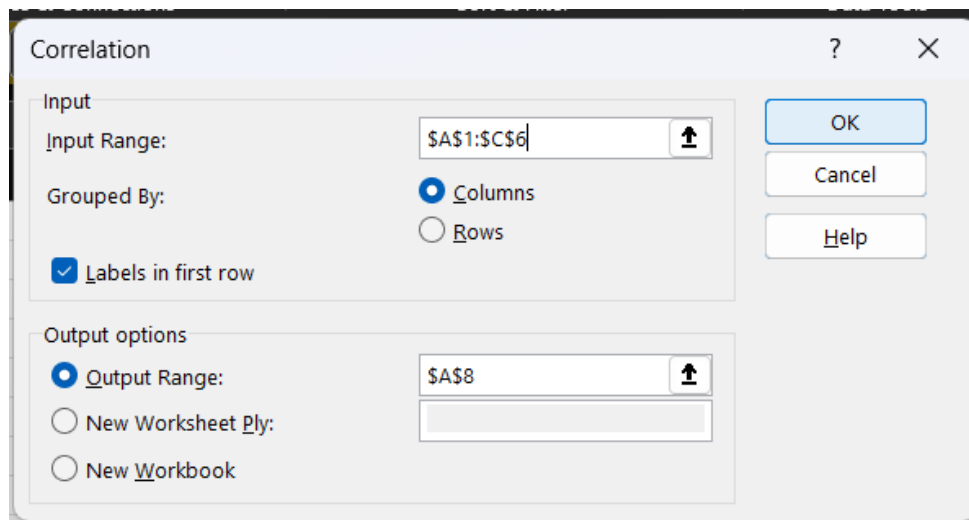 Correlation
Input
Input Range: $A$1:$C$6
Grouped By: Columns
Rows
Labels in first row
Output options
Output Range: $A$8
New Worksheet Ply:
New Workbook
OK
Cancel
Help